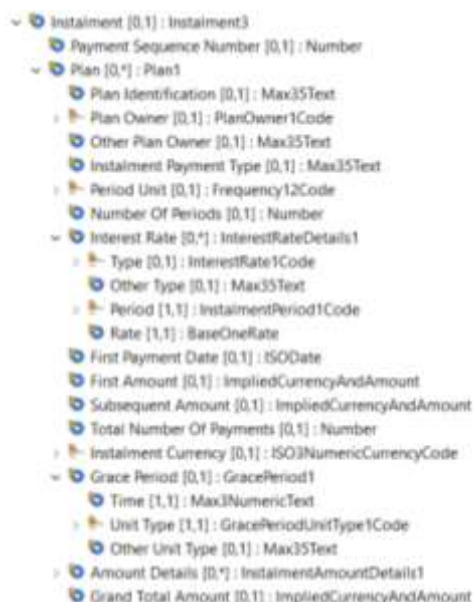 Instalment [0,1] : Instalment3
Payment Sequence Number [0,1] : Number
Plan [0,*] : Plan1
Plan Identification [0,1] : Max35Text
Plan Owner [0,1] : PlanOwner1Code
Other Plan Owner [0,1] : Max35Text
Instalment Payment Type [0,1] : Max35Text
Period Unit [0,1] : Frequency12Code
Number Of Periods [0,1] : Number
Interest Rate [0,*] : InterestRateDetails1
Type [0,1] : InterestRate1Code
Other Type [0,1] : Max35Text
Period [1,1] : InstalmentPeriod1Code
Rate [1,1] : BaseOneRate
First Payment Date [0,1] : ISODate
First Amount [0,1] : ImpliedCurrencyAndAmount
Subsequent Amount [0,1] : ImpliedCurrencyAndAmount
Total Number Of Payments [0,1] : Number
Instalment Currency [0,1] : ISO3NumericCurrencyCode
Grace Period [0,1] : GracePeriod1
Time [1,1] : Max3NumericText
Unit Type [1,1] : GracePeriodUnitType1Code
Other Unit Type [0,1] : Max35Text
Amount Details [0,*] : InstalmentAmountDetails1
Grand Total Amount [0,1] : ImpliedCurrencyAndAmount